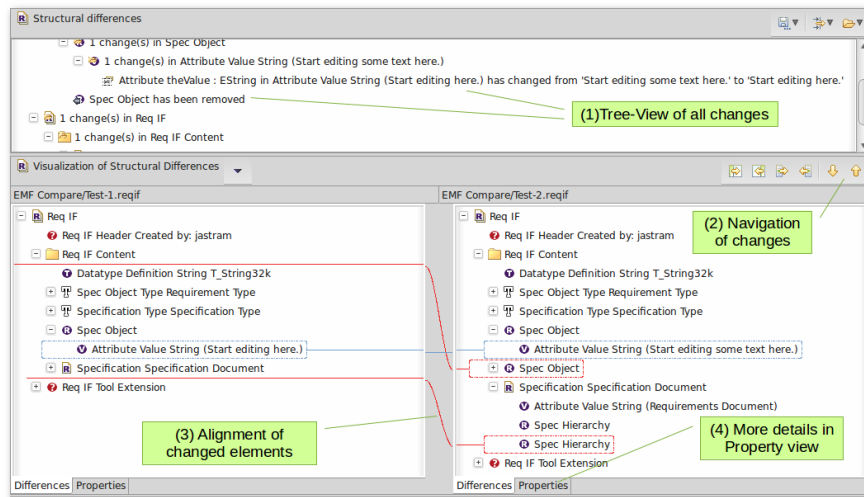 Structural differences
1 change(s) in Spec Object
1 change(s) in Attribute Value String (Start editing some text here.)
Attribute theValue : EString in Attribute Value String (Start editing here.) has changed from 'Start editing some text here.' to 'Start editing here.'
Spec Object has been removed
(1)Tree-View of all changes
1 change(s) in Req IF
1 change(s) in Req IF Content
Visualization of Structural Differences
EMF Compare/Test-1.reqif
Req IF
Req IF Header Created by: jastram
Req IF Content
Datatype Definition String T_String32k
Spec Object Type Requirement Type
Specification Type Specification Type
Spec Object
Attribute Value String (Start editing here.)
Specification Specification Document
Req IF Tool Extension
(3) Alignment of
changed elements
Differences Properties
EMF Compare/Test-2.reqif
Req IF
Req IF Header Created by: jastram
Req IF Content
(2) Navigation
of changes
Datatype Definition String T_String32k
Spec Object Type Requirement Type
Specification Type Specification Type
Spec Object
Attribute Value String (Start editing some text here.)
Spec Object
Specification Specification Document
Attribute Value String (Requirements Document)
Spec Hierarchy
Spec Hierarchy
Req IF Tool Extension
(4) More details in
Property view
Differences Properties